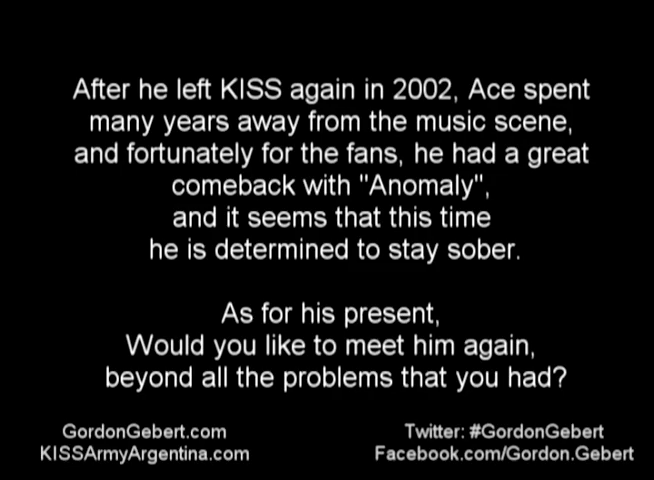 After he left KISS again in 2002, Ace spent
many years away from the music scene,
and fortunately for the fans, he had a great
comeback with "Anomaly",
and it seems that this time
he is determined to stay sober.
As for his present,
Would you like to meet him again,
beyond all the problems that you had?
GordonGebert.com
KISSArmyArgentina.com
Twitter: #GordonGebert
Facebook.com/Gordon.Gebert